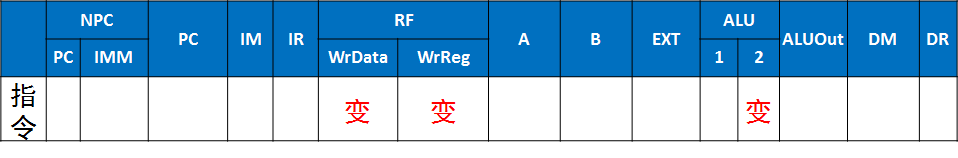 NPC PC IM IR RF A B EXT ALU ALUOut DM DR
PC IMM WrData WrReg 1 2
指令 变 变 变